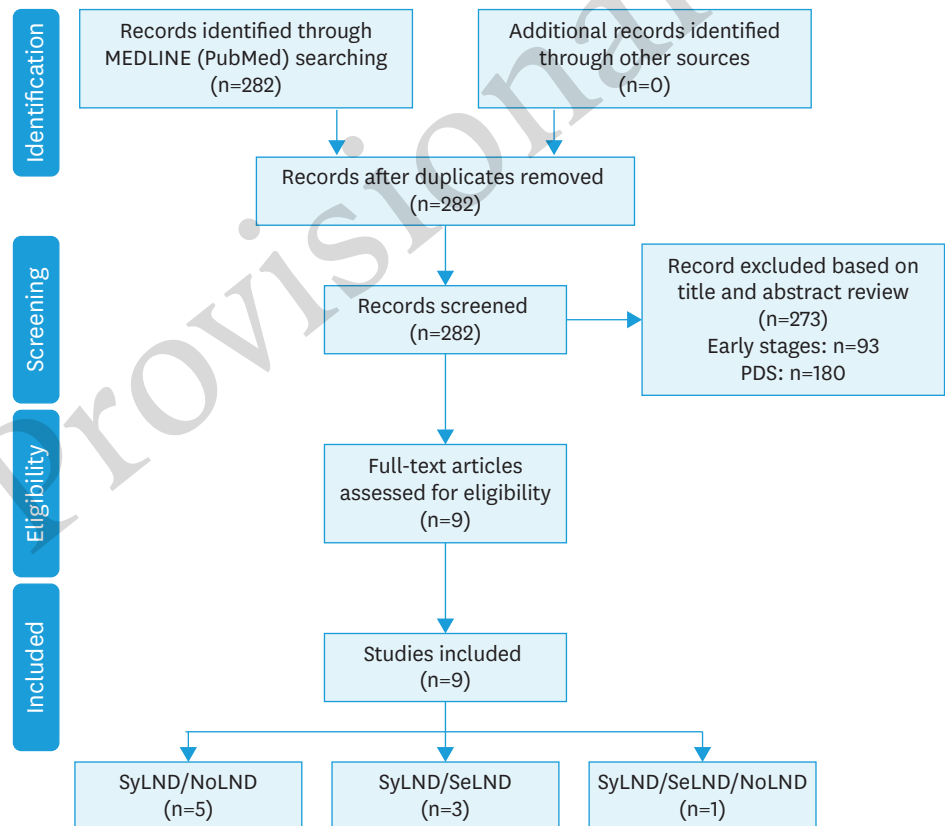 Identification
Records identified through
MEDLINE (PubMed) searching
(n=282)
Additional records identified
through other sources
(n=0)
Records after duplicates removed
(n=282)
Screening
Records screened
(n=282)
Record excluded based on
title and abstract review
(n=273)
Early stages: n=93
PDS: n=180
Eligibility
Full-text articles
assessed for eligibility
(n=9)
Included
Studies included
(n=9)
SyLND/NoLND
(n=5)
SyLND/SeLND
(n=3)
SyLND/SeLND/NoLND
(n=1)
Provisional